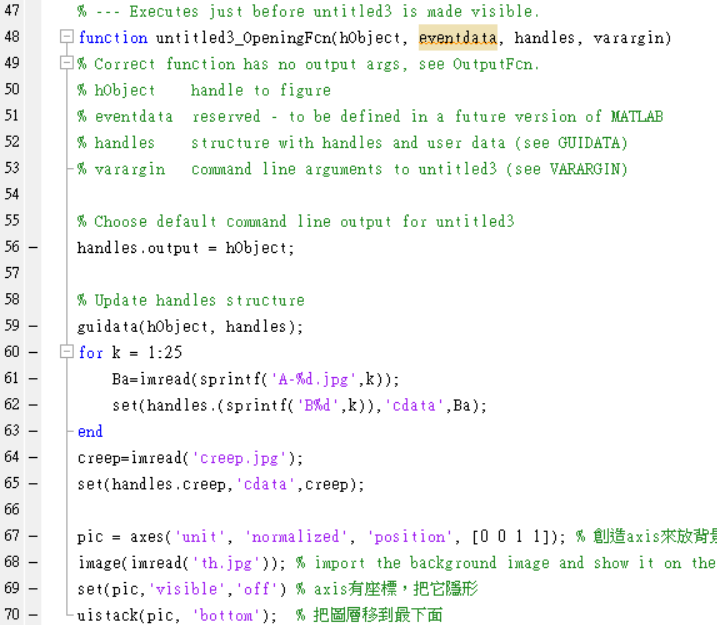 47 % --- Executes just before untitled3 is made visible.
48 function untitled3_OpeningFcn(hObject, eventdata, handles, varargin)
49 % Correct function has no output args, see OutputFcn.
50 % hObject    handle to figure
51 % eventdata  reserved - to be defined in a future version of MATLAB
52 % handles    structure with handles and user data (see GUIDATA)
53 % varargin   command line arguments to untitled3 (see VARARGIN)
54
55 % Choose default command line output for untitled3
56 – handles.output = hObject;
57
58 % Update handles structure
59 – guidata(hObject, handles);
60 – for k = 1:25
61 –     Ba=imread(sprintf('A-%d.jpg',k));
62 –     set(handles.(sprintf('B%d',k)),'cdata',Ba);
63 – end
64 – creep=imread('creep.jpg');
65 – set(handles.creep,'cdata',creep);
66
67 – pic = axes('unit', 'normalized', 'position', [0 0 1 1]); % 創造axis來放背景
68 – image(imread('th.jpg')); % import the background image and show it on the
69 – set(pic,'visible','off') % axis有座標，把它隱形
70 – uistack(pic, 'bottom');  % 把圖層移到最下面